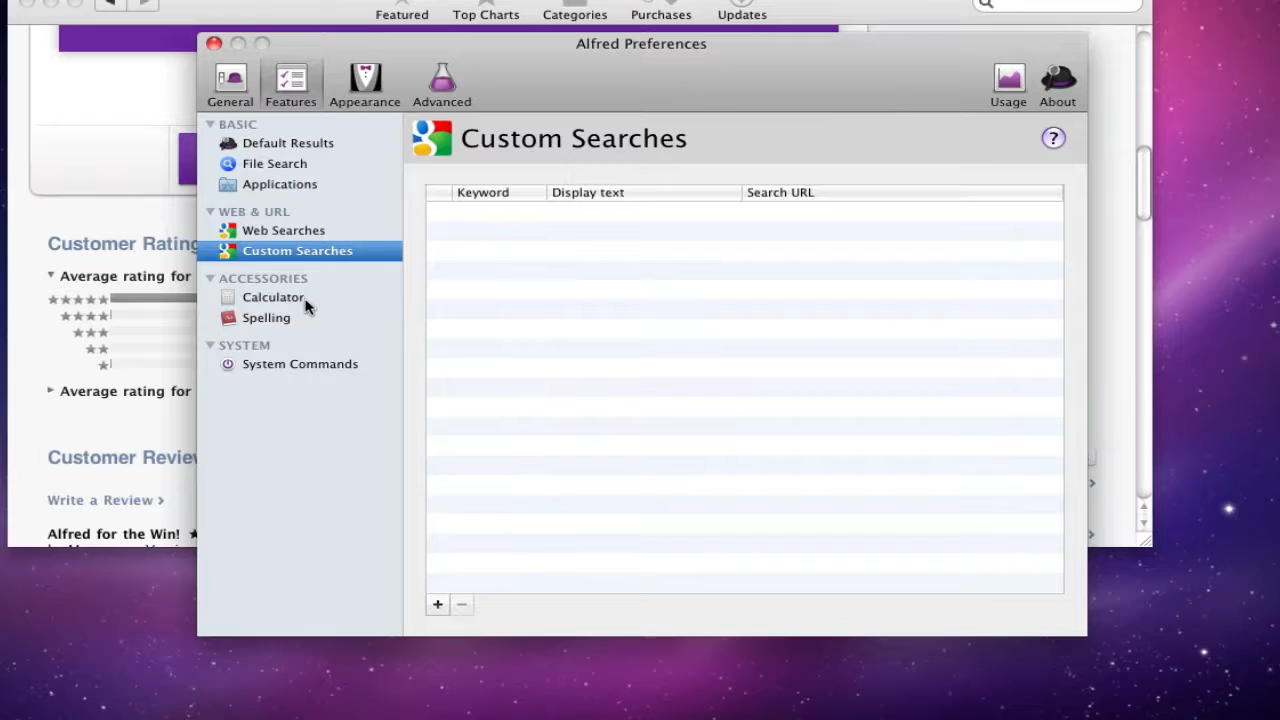 Featured Top Charts Categories Purchases Updates
Alfred Preferences
General Features Appearance Advanced Usage About
BASIC
Default Results
File Search
Applications
WEB & URL
Web Searches
Custom Searches
ACCESSORIES
Calculator
Spelling
SYSTEM
System Commands
Custom Searches
?
Keyword Display text Search URL
Customer Rating
Average rating for
Average rating for
Customer Revie
Write a Review
Alfred for the Win!